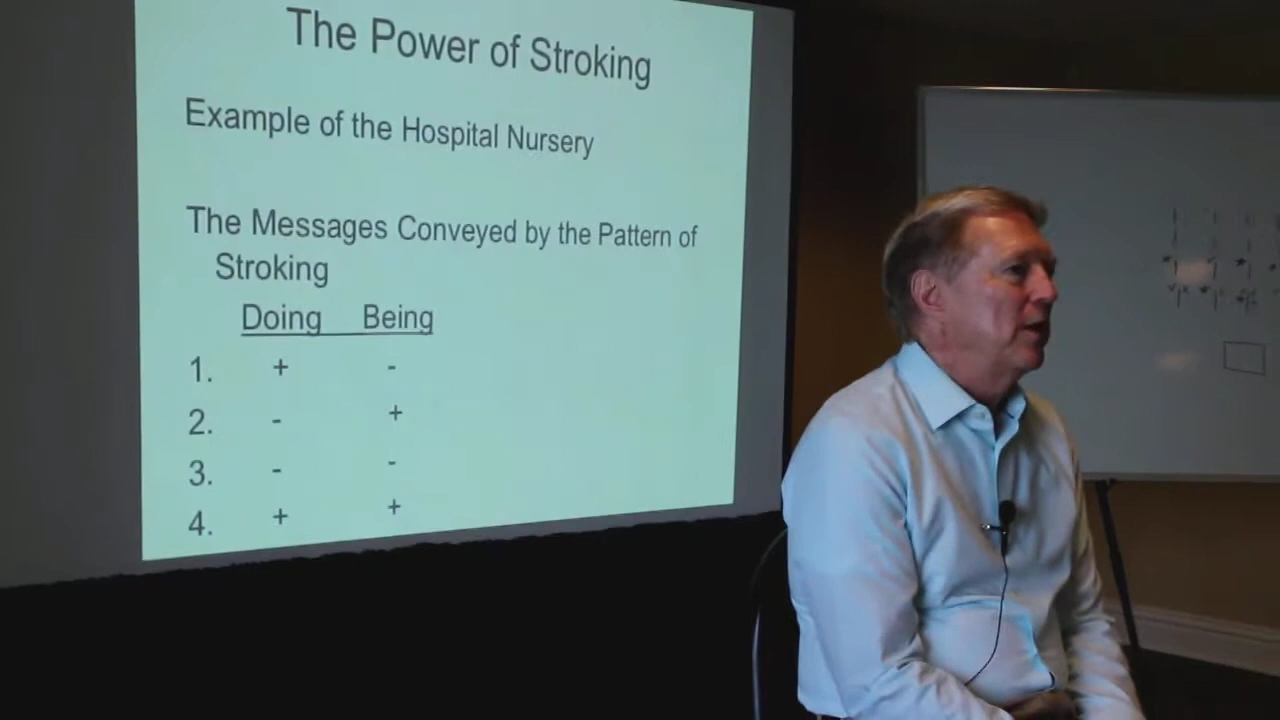 The Power of Stroking
Example of the Hospital Nursery
The Messages Conveyed by the Pattern of
Stroking
Doing Being
1. + -
2. - +
3. - -
4. + +